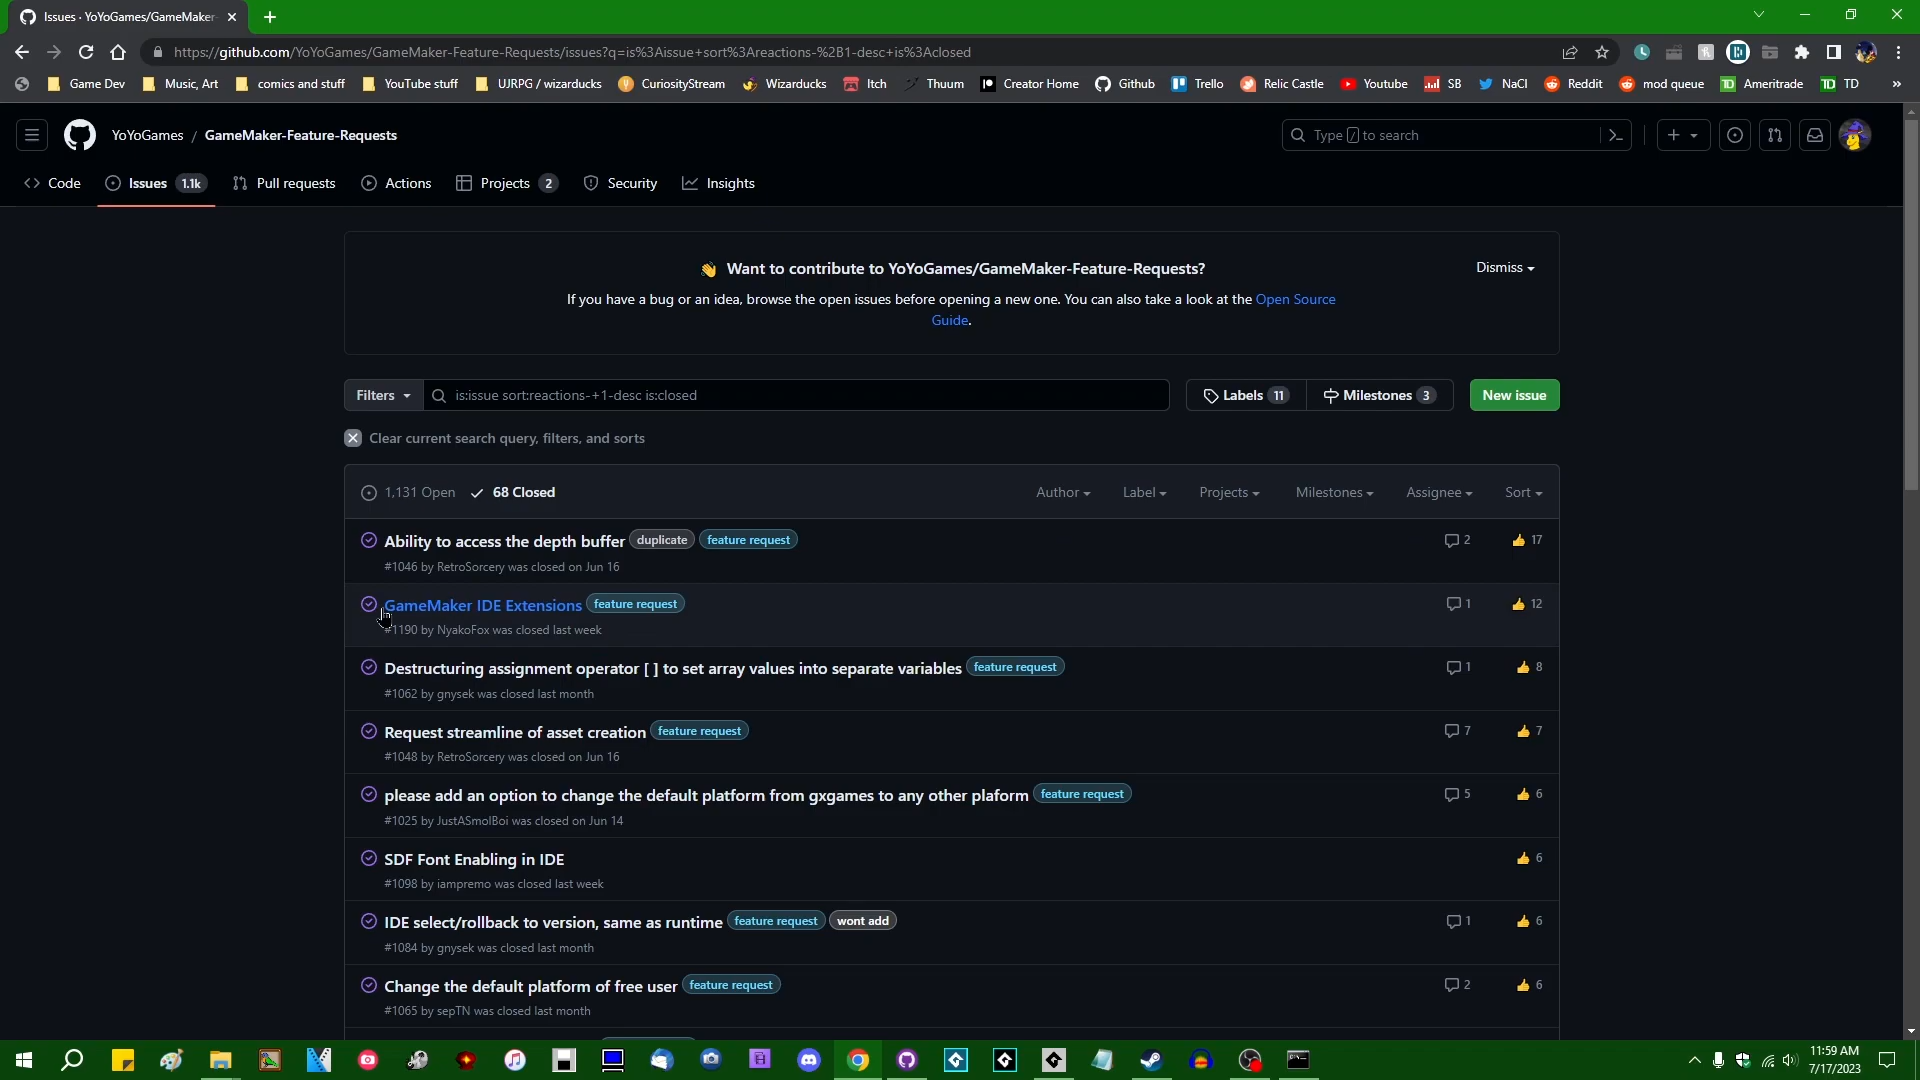 Issues · YoYoGames/GameMaker-
https://github.com/YoYoGames/GameMaker-Feature-Requests/issues?q=is%3Aissue+sort%3Areactions-%2B1-desc+is%3Aclosed
Game Dev Music, Art comics and stuff YouTube stuff UJRPG / wizarducks CuriosityStream Wizarducks Itch Thuum Creator Home Github Trello Relic Castle Youtube SB NaCl Reddit mod queue Ameritrade TD »
YoYoGames / GameMaker-Feature-Requests
Type / to search
Code Issues 1.1k Pull requests Actions Projects 2 Security Insights
👋 Want to contribute to YoYoGames/GameMaker-Feature-Requests?
Dismiss
If you have a bug or an idea, browse the open issues before opening a new one. You can also take a look at the Open Source
Guide.
Filters is:issue sort:reactions-+1-desc is:closed Labels 11 Milestones 3 New issue
Clear current search query, filters, and sorts
1,131 Open 68 Closed Author Label Projects Milestones Assignee Sort
Ability to access the depth buffer duplicate feature request 2 👍 17
#1046 by RetroSorcery was closed on Jun 16
GameMaker IDE Extensions feature request 1 👍 12
#1190 by NyakoFox was closed last week
Destructuring assignment operator [ ] to set array values into separate variables feature request 1 👍 8
#1062 by gnysek was closed last month
Request streamline of asset creation feature request 7 👍 7
#1048 by RetroSorcery was closed on Jun 16
please add an option to change the default platform from gxgames to any other plaform feature request 5 👍 6
#1025 by JustASmolBoi was closed on Jun 14
SDF Font Enabling in IDE 👍 6
#1098 by iampremo was closed last week
IDE select/rollback to version, same as runtime feature request wont add 1 👍 6
#1084 by gnysek was closed last month
Change the default platform of free user feature request 2 👍 6
#1065 by sepTN was closed last month
11:59 AM
7/17/2023